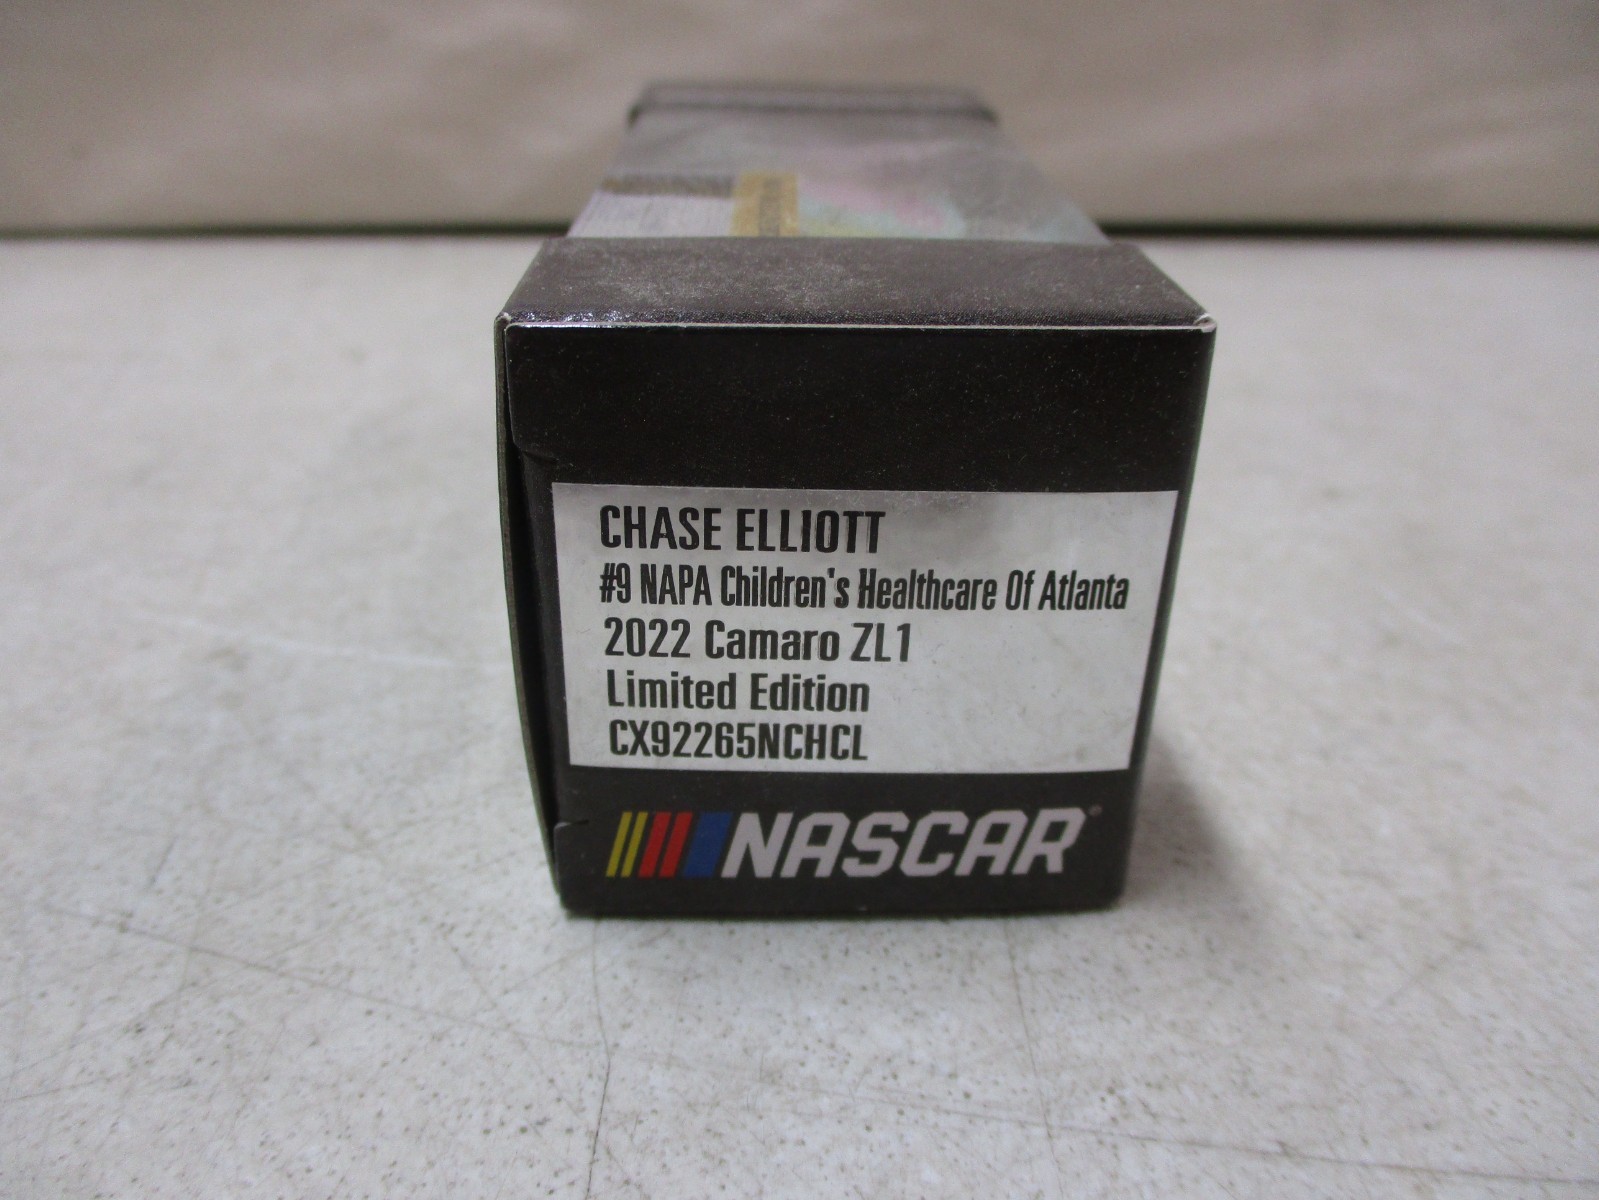 CHASE ELLIOTT
#9 NAPA Children's Healthcare Of Atlanta
2022 Camaro ZL1
Limited Edition
CX92265NCHCL
NASCAR®